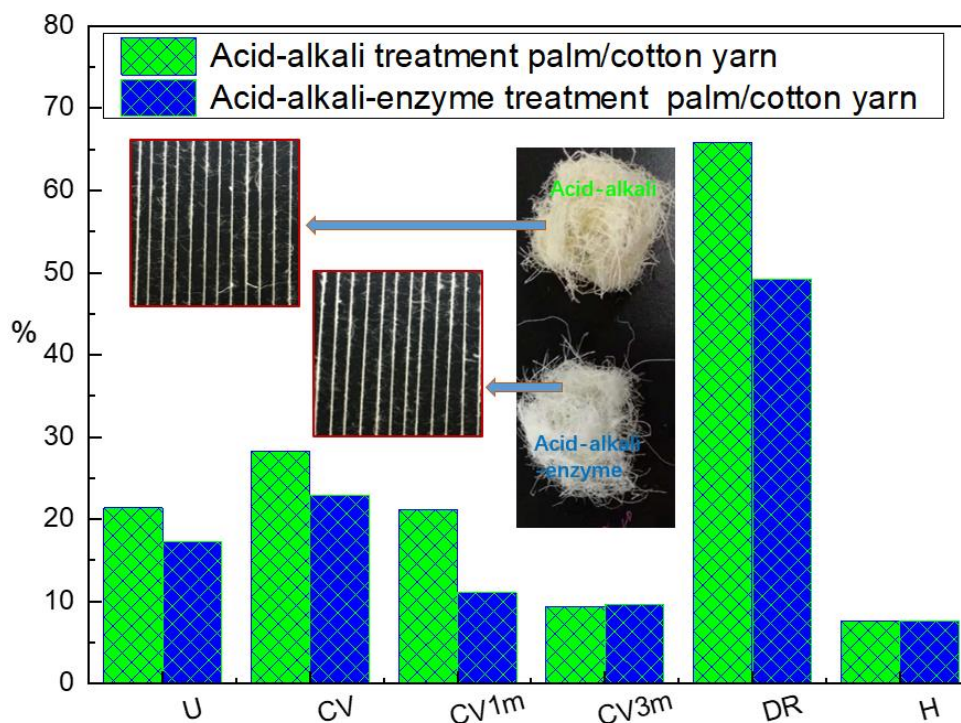 80
Acid-alkali treatment palm/cotton yarn
Acid-alkali-enzyme treatment palm/cotton yarn
70
60
50
%
40
30
20
10
0
Acid-alkali
Acid-alkali
-enzyme
U
CV
CV1m
CV3m
DR
H